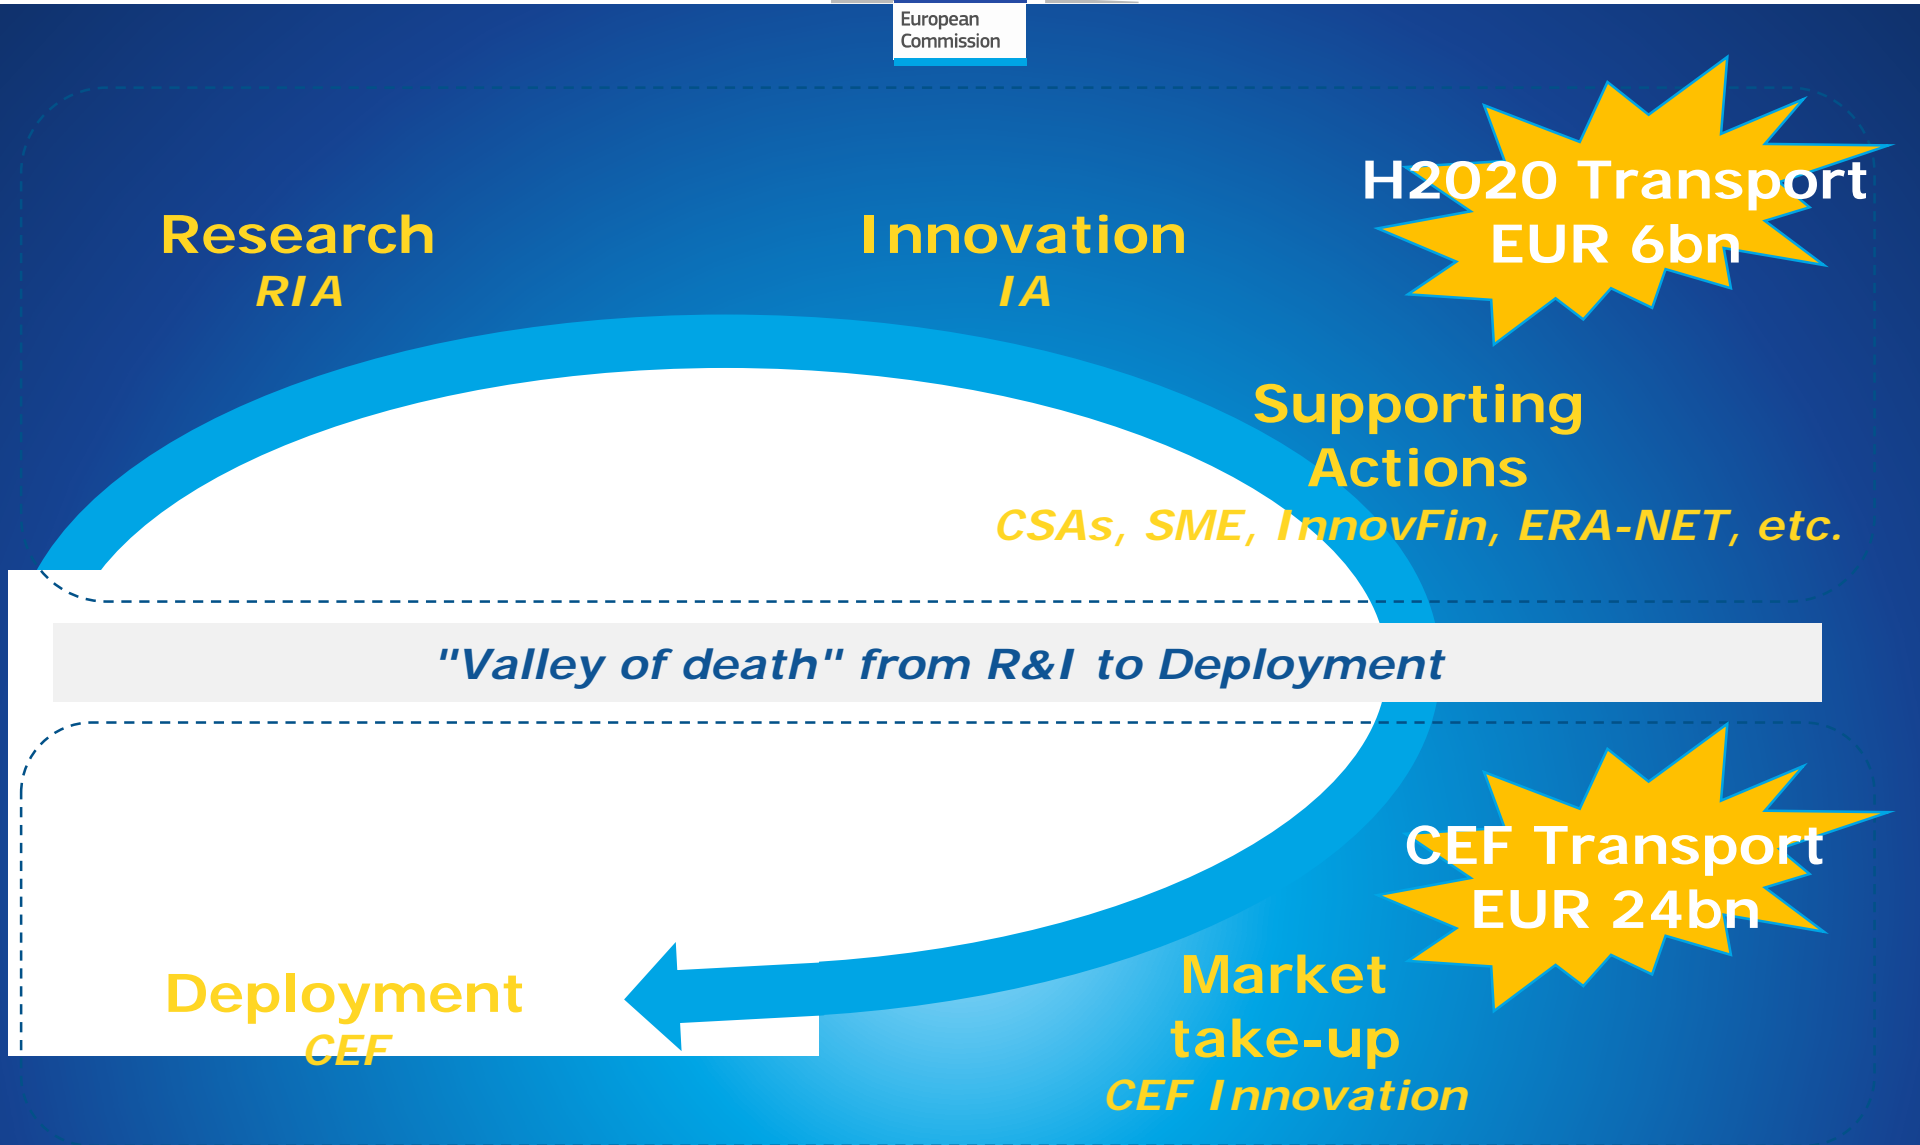 European
Commission
H2020 Transport
EUR 6bn
Research
RIA
Innovation
IA
Supporting
Actions
CSAs, SME, InnovFin, ERA-NET, etc.
"Valley of death" from R&I to Deployment
CEF Transport
EUR 24bn
Deployment
CEF
Market
take-up
CEF Innovation